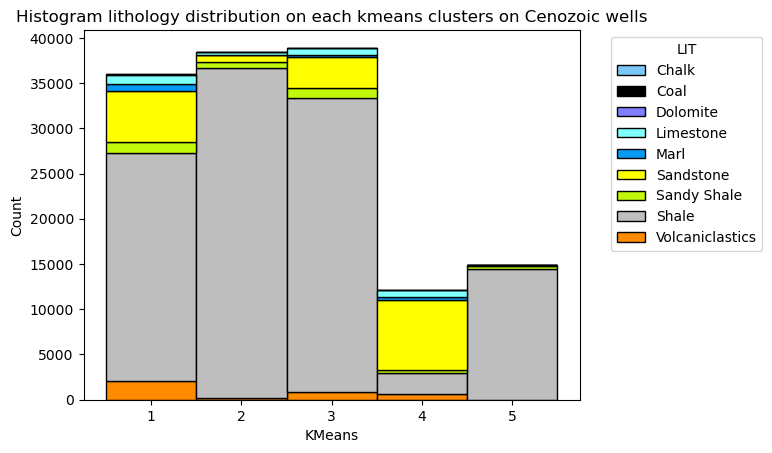 Histogram lithology distribution on each kmeans clusters on Cenozoic wells
40000
35000
30000
25000
20000
15000
10000
5000
0
Count
1 2 3 4 5
KMeans
LIT
Chalk
Coal
Dolomite
Limestone
Marl
Sandstone
Sandy Shale
Shale
Volcaniclastics